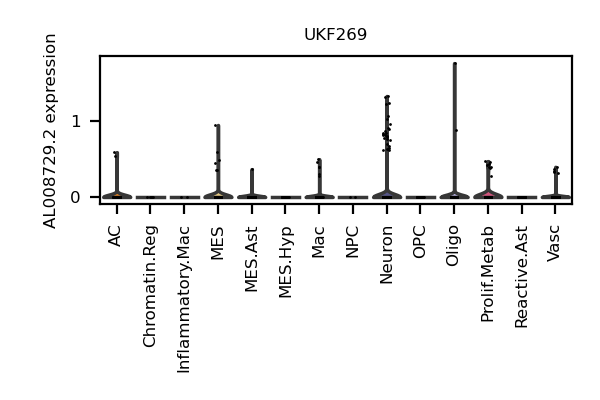 UKF269
AL008729.2 expression
1
0
AC
Chromatin.Reg
Inflammatory.Mac
MES
MES.Ast
MES.Hyp
Mac
NPC
Neuron
OPC
Oligo
Prolif.Metab
Reactive.Ast
Vasc